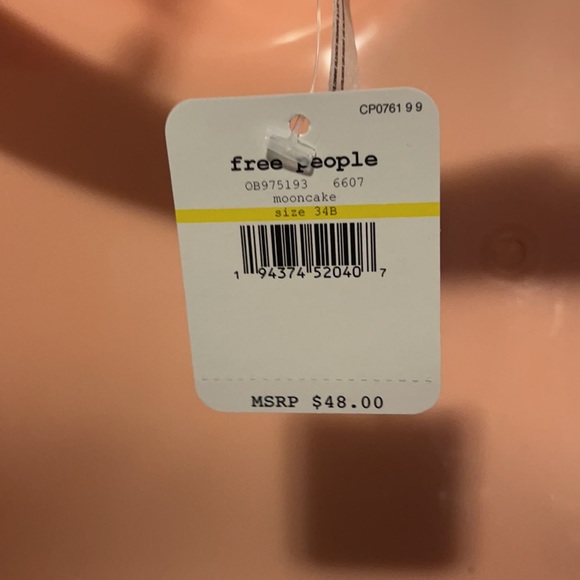 CP0761 9 9
free people
OB975193 6607
mooncake
size 34B
1 94374 52040 7
MSRP $48.00